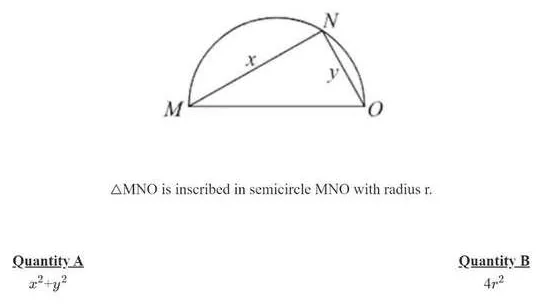 N
x
y
M
O
△MNO is inscribed in semicircle MNO with radius r.
Quantity A Quantity B
x²+y² 4r²